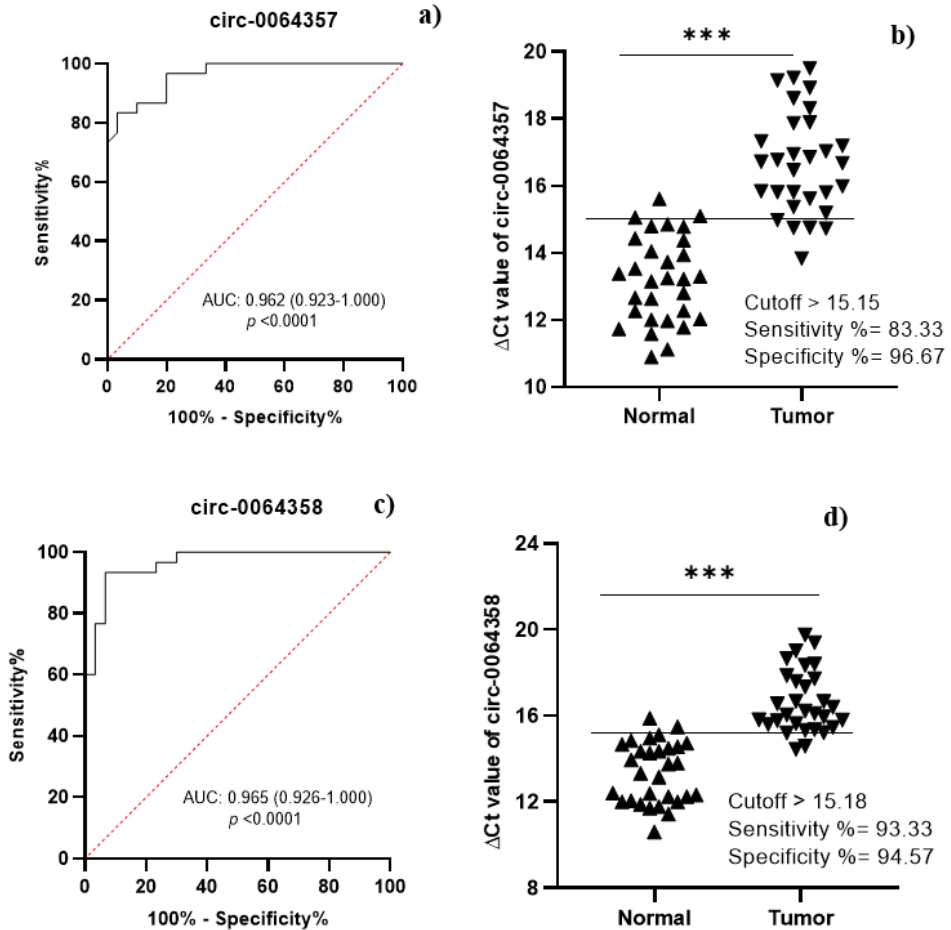 circ-0064357
a)
100
80
60
40
20
0
Sensitivity%
AUC: 0.962 (0.923-1.000)
p <0.0001
0 20 40 60 80 100
100% - Specificity%
b)
***
20
18
16
14
12
10
ΔCt value of circ-0064357
Cutoff > 15.15
Sensitivity %= 83.33
Specificity %= 96.67
Normal Tumor
circ-0064358
c)
100
80
60
40
20
0
Sensitivity%
AUC: 0.965 (0.926-1.000)
p <0.0001
0 20 40 60 80 100
100% - Specificity%
d)
***
24
20
16
12
8
ΔCt value of circ-0064358
Cutoff > 15.18
Sensitivity %= 93.33
Specificity %= 94.57
Normal Tumor